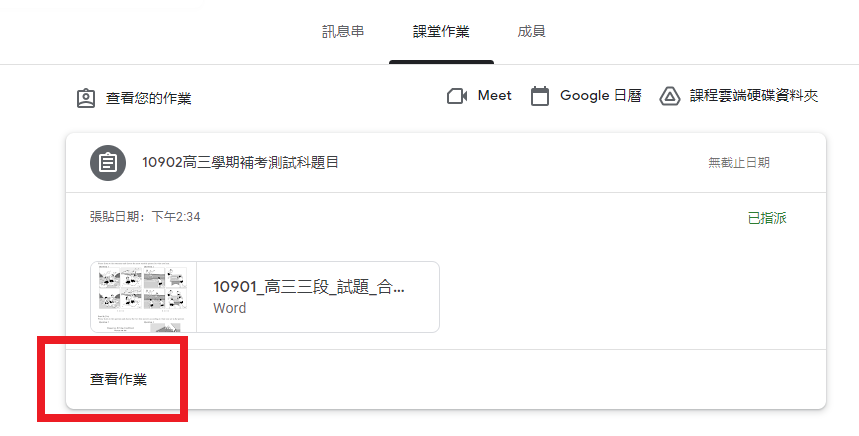 訊息串 課堂作業 成員
查看您的作業 Meet Google 日曆 課程雲端硬碟資料夾
10902高三學期補考測試科題目 無截止日期
張貼日期：下午2:34 已指派
10901_高三三段_試題_合...
Word
查看作業